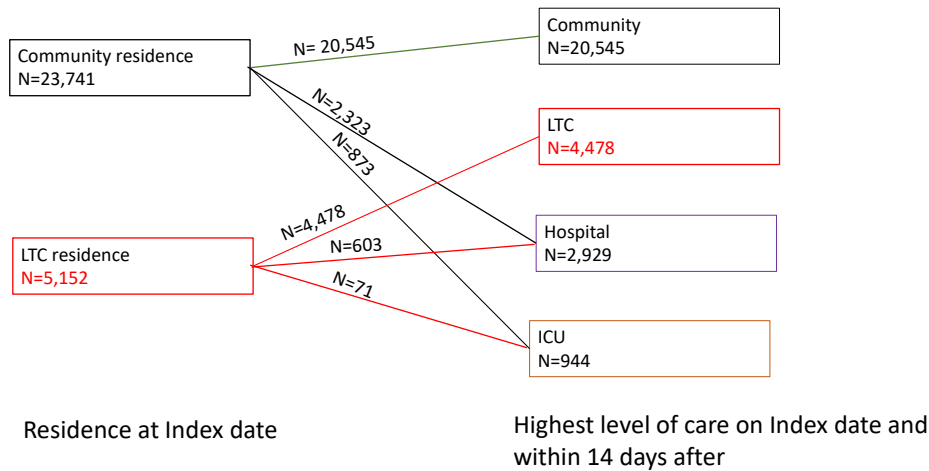 Community residence
N=23,741
N= 20,545
Community
N=20,545
N=2,323
N=873
LTC
N=4,478
N=4,478
LTC residence
N=5,152
N=603
N=71
Hospital
N=2,929
ICU
N=944
Residence at Index date
Highest level of care on Index date and
within 14 days after